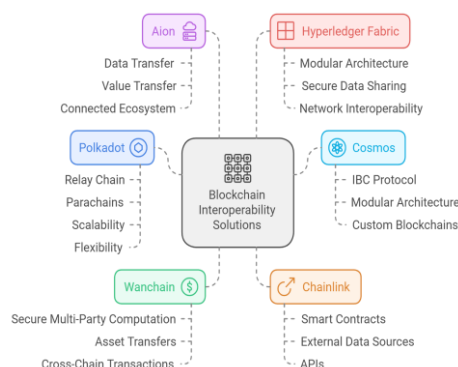 Aion
Data Transfer
Value Transfer
Connected Ecosystem
Hyperledger Fabric
Modular Architecture
Secure Data Sharing
Network Interoperability
Polkadot
Relay Chain
Parachains
Scalability
Flexibility
Blockchain
Interoperability
Solutions
Cosmos
IBC Protocol
Modular Architecture
Custom Blockchains
Wanchain
Secure Multi-Party Computation
Asset Transfers
Cross-Chain Transactions
Chainlink
Smart Contracts
External Data Sources
APIs